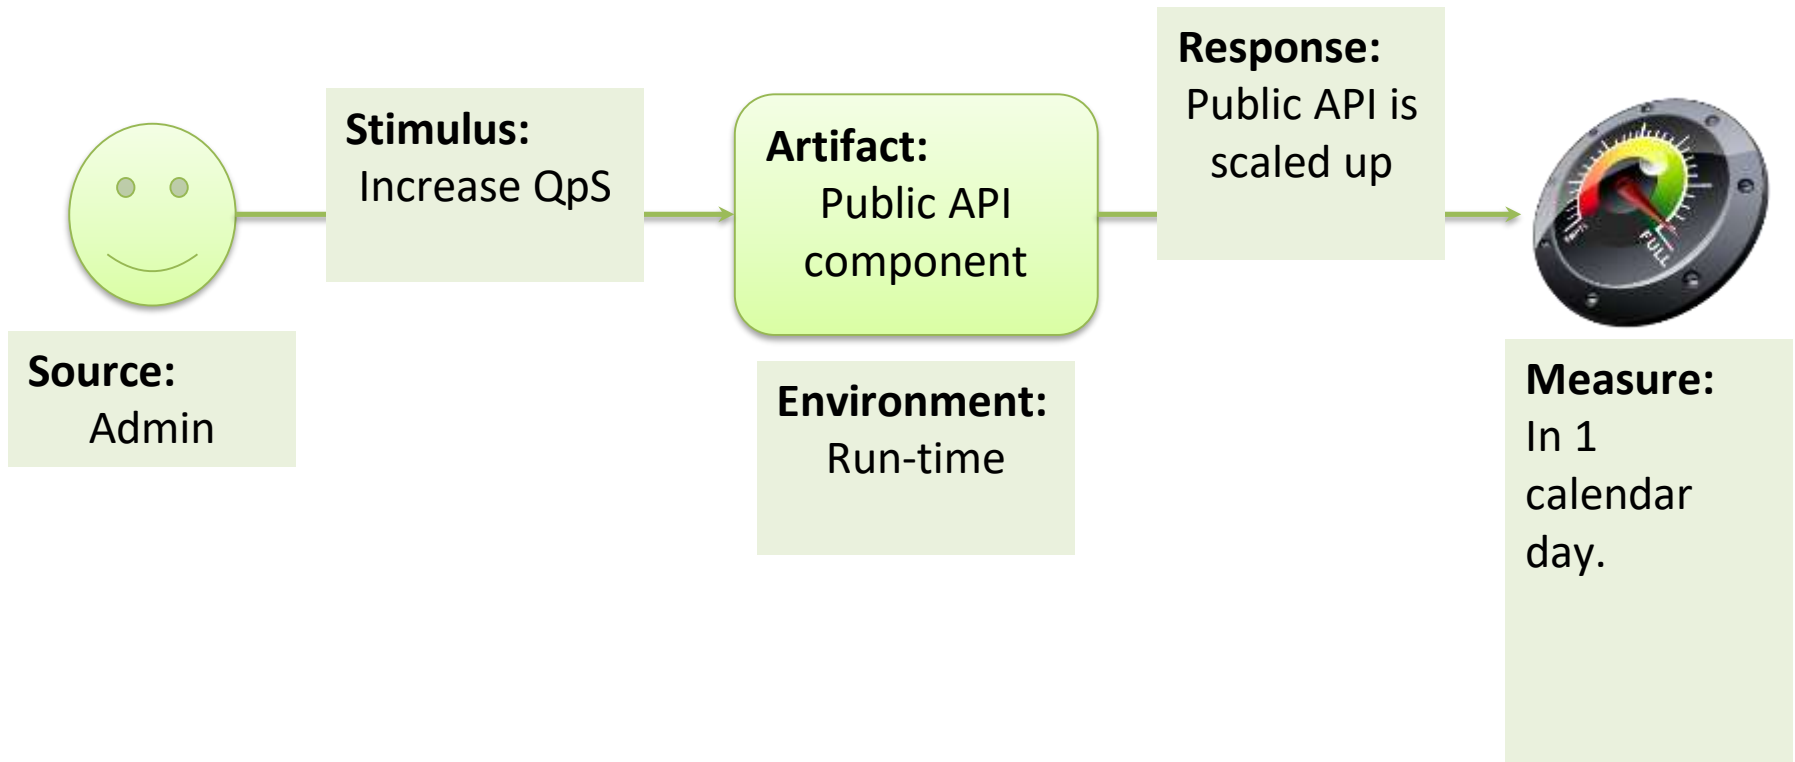 Response:
Public API is
scaled up
Stimulus:
Increase QpS
Artifact:
Public API
component
FULL
Source:
Admin
Environment:
Run-time
Measure:
In 1
calendar
day.